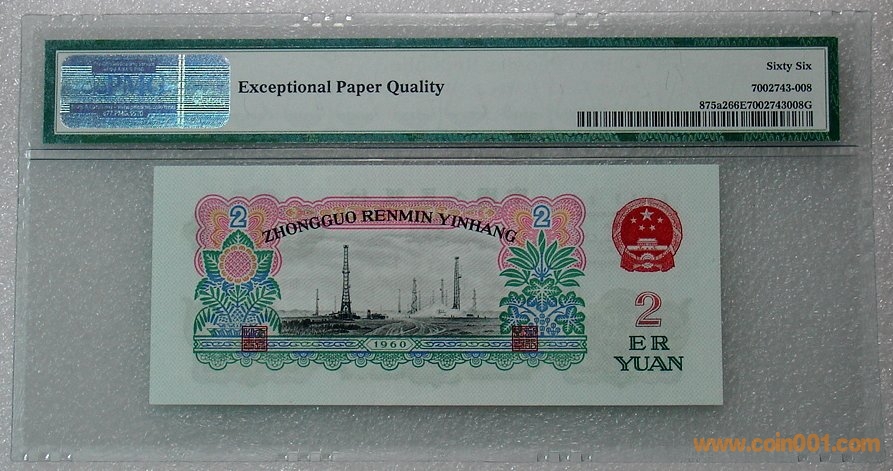 Sixty Six
Exceptional Paper Quality
7002743-008
875a266E7002743008G
PMG
2
2
ZHONGGUO RENMIN YINHANG
2
1960
ER
YUAN
www.coin001.com